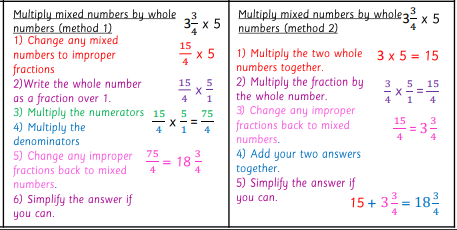 Multiply mixed numbers by whole
numbers (method 1)
3 3/4 x 5
1) Change any mixed
numbers to improper
fractions
15/4 x 5
2)Write the whole number
as a fraction over 1.
15/4 x 5/1
3) Multiply the numerators
4) Multiply the
denominators
15/4 x 5/1 = 75/4
5) Change any improper
fractions back to mixed
numbers.
75/4 = 18 3/4
6) Simplify the answer if
you can.
Multiply mixed numbers by whole
numbers (method 2)
3 3/4 x 5
1) Multiply the two whole
numbers together.
3 x 5 = 15
2) Multiply the fraction by
the whole number.
3/4 x 5/1 = 15/4
3) Change any improper
fractions back to mixed
numbers.
15/4 = 3 3/4
4) Add your two answers
together.
5) Simplify the answer if
you can.
15 + 3 3/4 = 18 3/4